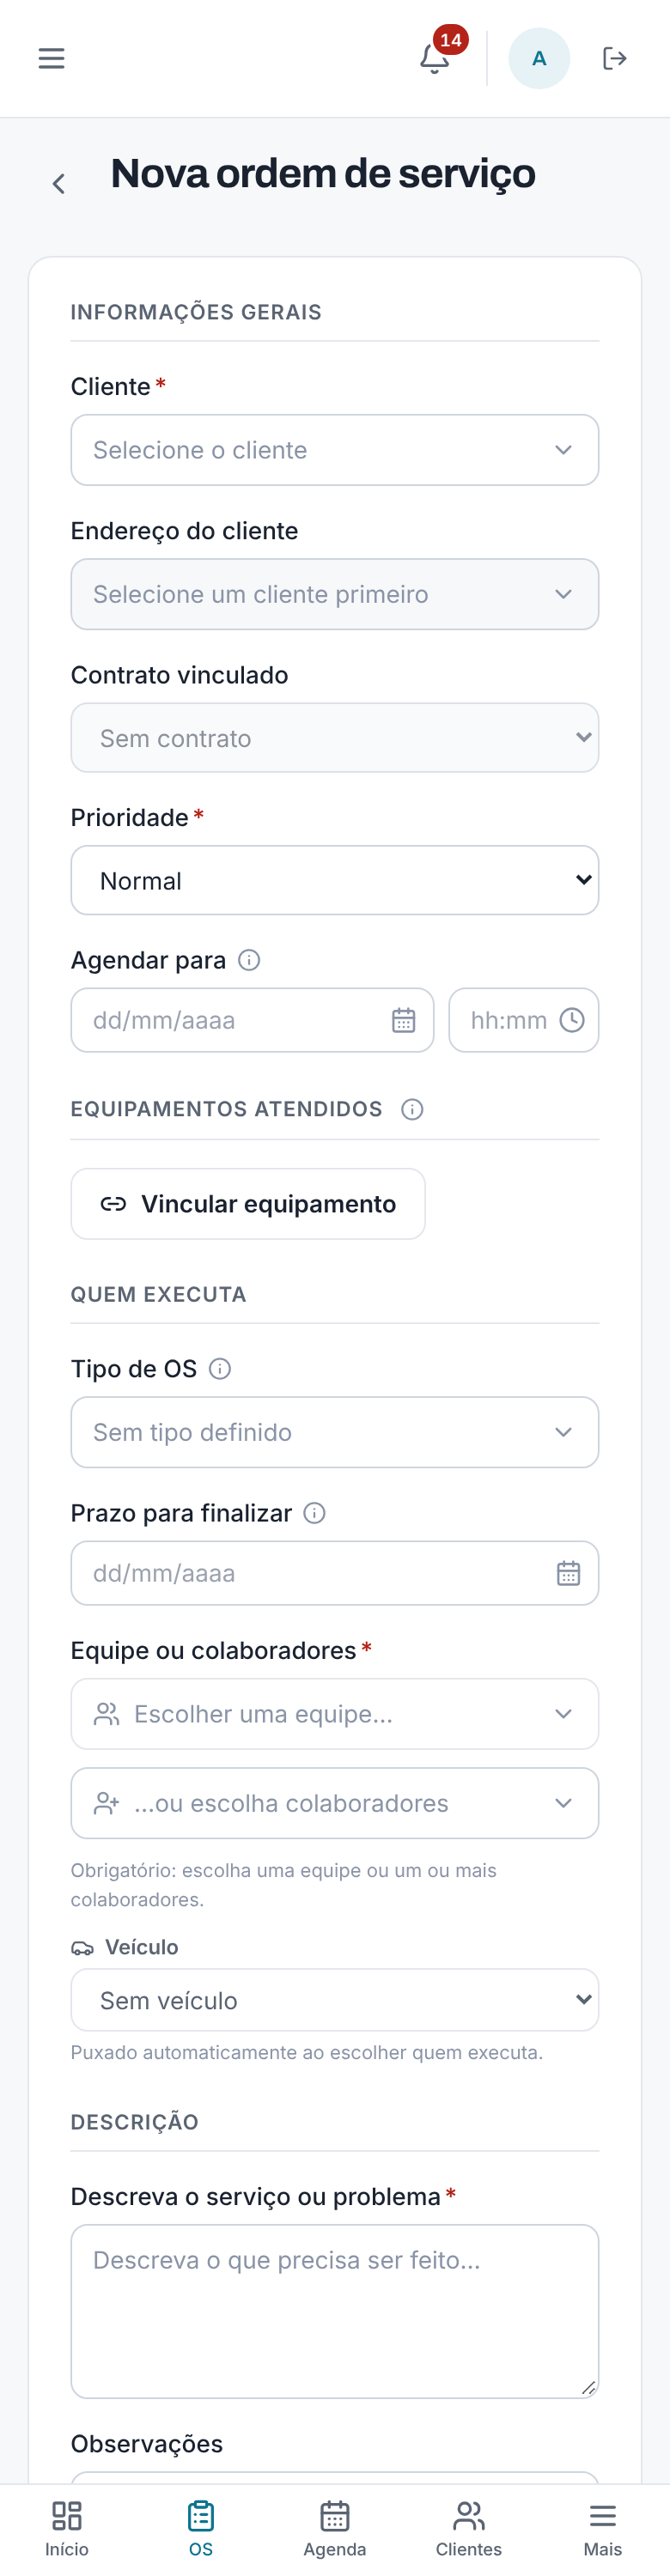 14
A
Nova ordem de serviço
INFORMAÇÕES GERAIS
Cliente*
Selecione o cliente
Endereço do cliente
Selecione um cliente primeiro
Contrato vinculado
Sem contrato
Prioridade*
Normal
Agendar para
dd/mm/aaaa
hh:mm
EQUIPAMENTOS ATENDIDOS
Vincular equipamento
QUEM EXECUTA
Tipo de OS
Sem tipo definido
Prazo para finalizar
dd/mm/aaaa
Equipe ou colaboradores*
Escolher uma equipe...
...ou escolha colaboradores
Obrigatório: escolha uma equipe ou um ou mais
colaboradores.
Veículo
Sem veículo
Puxado automaticamente ao escolher quem executa.
DESCRIÇÃO
Descreva o serviço ou problema*
Descreva o que precisa ser feito...
Observações
Início
OS
Agenda
Clientes
Mais